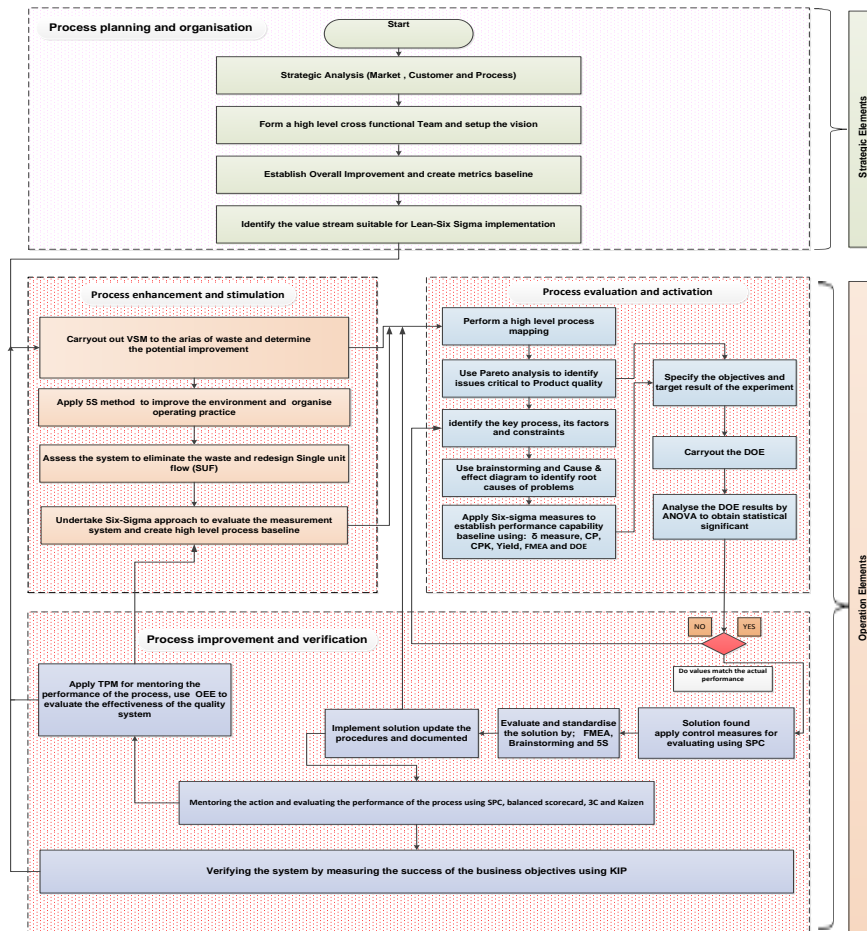 Process planning and organisation
Start
Strategic Analysis (Market , Customer and Process)
Form a high level cross functional Team and setup the vision
Establish Overall Improvement and create metrics baseline
Identify the value stream suitable for Lean-Six Sigma implementation
Strategic Elements
Process enhancement and stimulation
Carryout out VSM to the arias of waste and determine
the potential improvement
Apply 5S method to improve the environment and organise
operating practice
Assess the system to eliminate the waste and redesign Single unit
flow (SUF)
Undertake Six-Sigma approach to evaluate the measurement
system and create high level process baseline
Process evaluation and activation
Perform a high level process
mapping
Use Pareto analysis to identify
issues critical to Product quality
identify the key process, its factors
and constraints
Use brainstorming and Cause &
effect diagram to identify root
causes of problems
Apply Six-sigma measures to
establish performance capability
baseline using: δ measure, CP,
CPK, Yield, FMEA and DOE
Specify the objectives and
target result of the experiment
Carryout the DOE
Analyse the DOE results by
ANOVA to obtain statistical
significant
Operation Elements
Process improvement and verification
NO
YES
Do values match the actual
performance
Apply TPM for mentoring the
performance of the process, use OEE to
evaluate the effectiveness of the quality
system
Implement solution update the
procedures and documented
Evaluate and standardise
the solution by; FMEA,
Brainstorming and 5S
Solution found
apply control measures for
evaluating using SPC
Mentoring the action and evaluating the performance of the process using SPC, balanced scorecard, 3C and Kaizen
Verifying the system by measuring the success of the business objectives using KIP